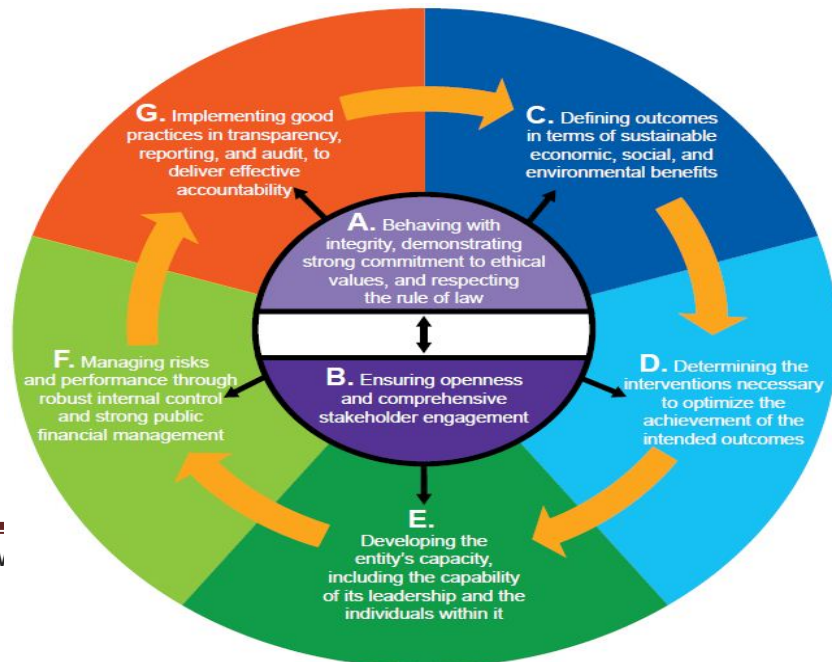 G. Implementing good
practices in transparency,
reporting, and audit, to
deliver effective
accountability
C. Defining outcomes
in terms of sustainable
economic, social, and
environmental benefits
A. Behaving with
integrity, demonstrating
strong commitment to ethical
values, and respecting
the rule of law
F. Managing risks
and performance through
robust internal control
and strong public
financial management
B. Ensuring openness
and comprehensive
stakeholder engagement
D. Determining the
interventions necessary
to optimize the
achievement of the
intended outcomes
E.
Developing the
entity's capacity,
including the capability
of its leadership and the
individuals within it